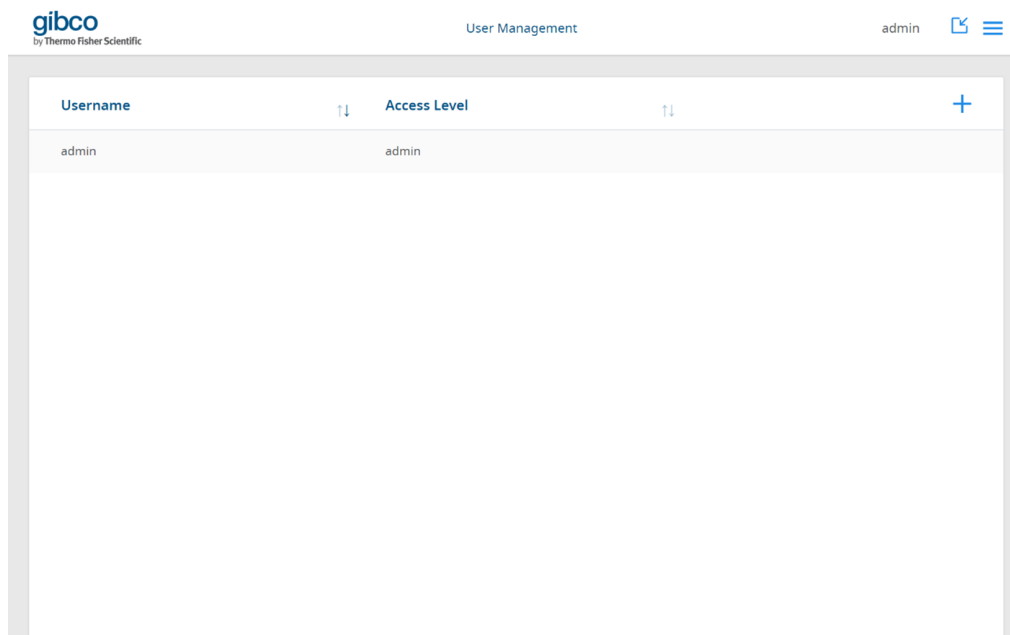 gibco
by Thermo Fisher Scientific
User Management
admin
Username
Access Level
admin
admin